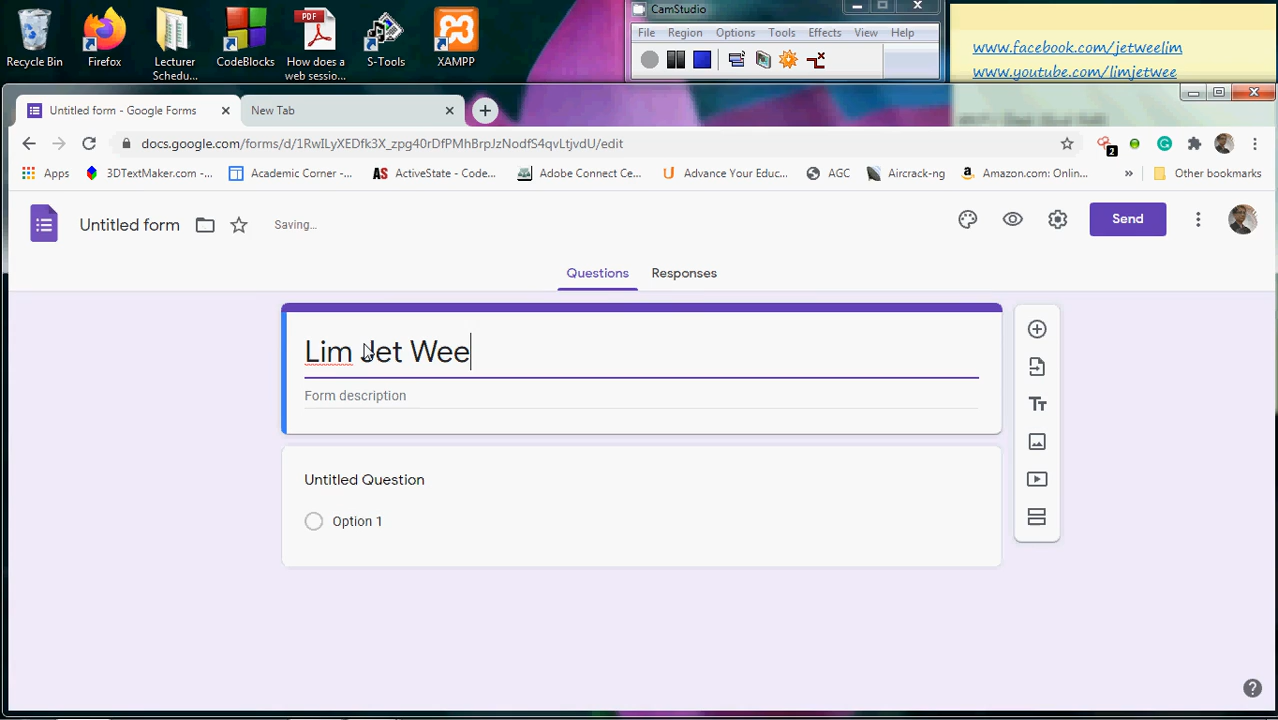 CamStudio
File Region Options Tools Effects View Help
www.facebook.com/jetweelim
www.youtube.com/limjetwee
Recycle Bin
Firefox
Lecturer
Schedu...
CodeBlocks
PDF
How does a
web sessio...
S-Tools
XAMPP
Untitled form - Google Forms
New Tab
docs.google.com/forms/d/1RwILyXEDfk3X_zpg40rDfPMhBrpJzNodfS4qvLtjvdU/edit
2
Apps 3DTextMaker.com -... Academic Corner -... AS ActiveState - Code... Adobe Connect Ce... Advance Your Educ... AGC Aircrack-ng Amazon.com: Onlin... » Other bookmarks
Untitled form
Saving...
Send
Questions Responses
Lim Jet Wee
Form description
Untitled Question
Option 1